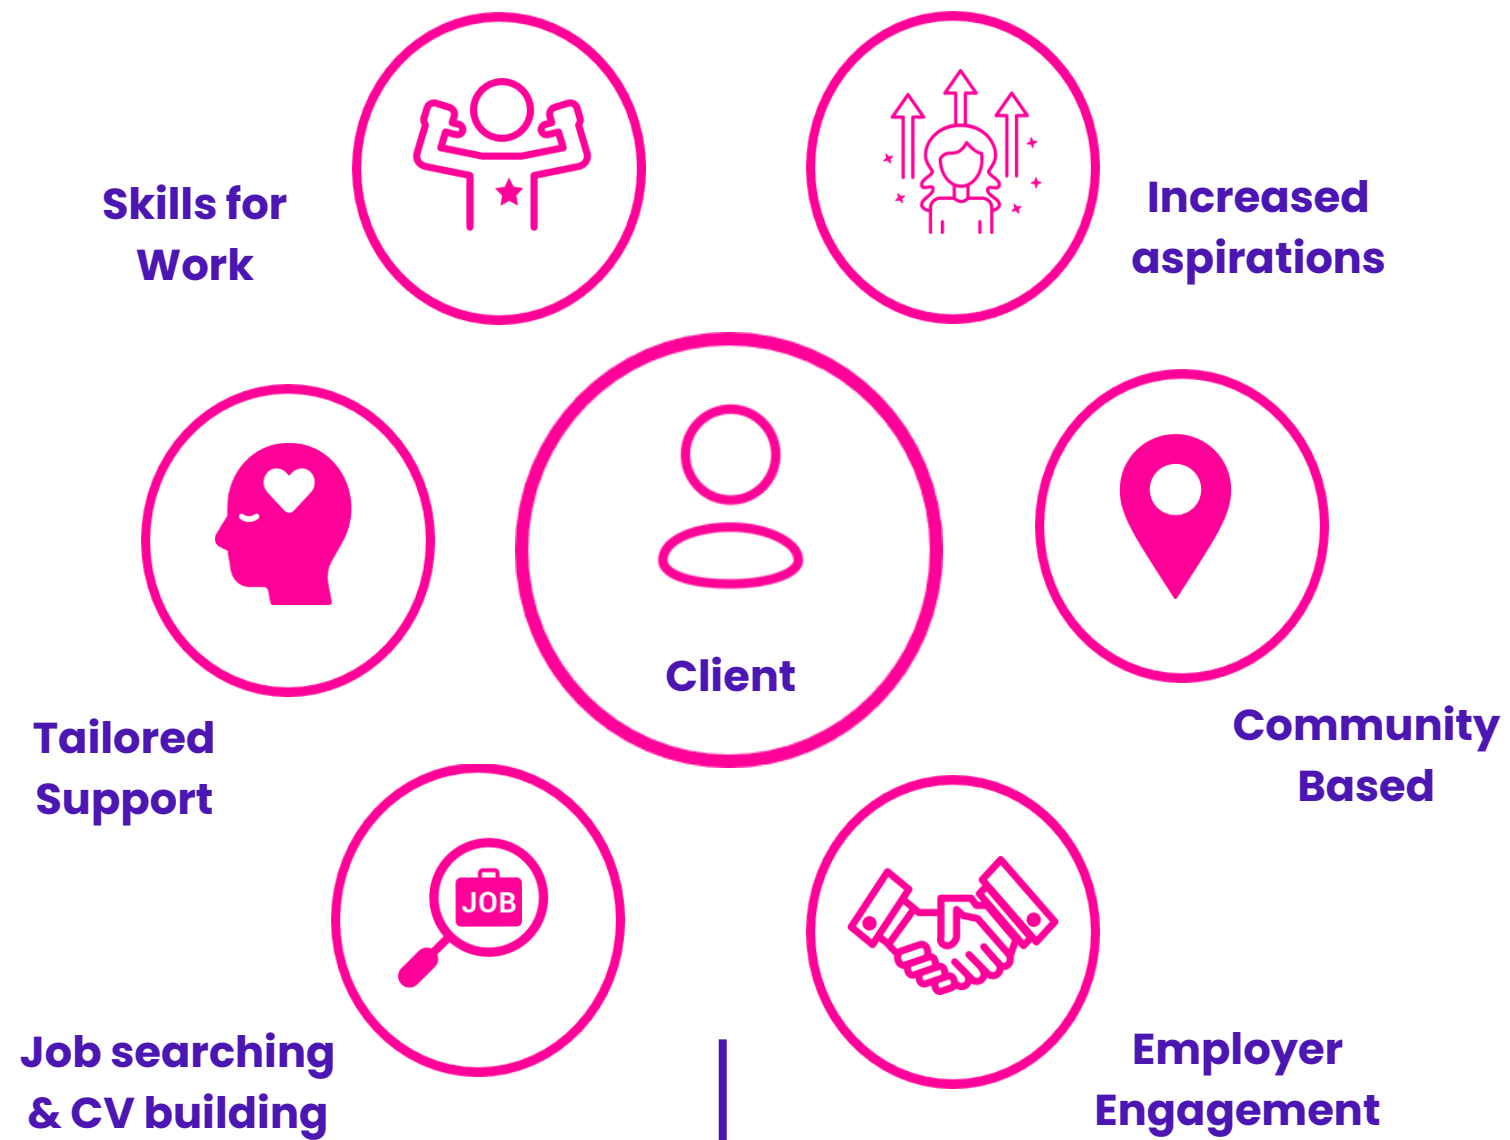 Skills for
Work
Increased
aspirations
Client
Tailored
Support
Community
Based
JOB
Job searching
& CV building
Employer
Engagement